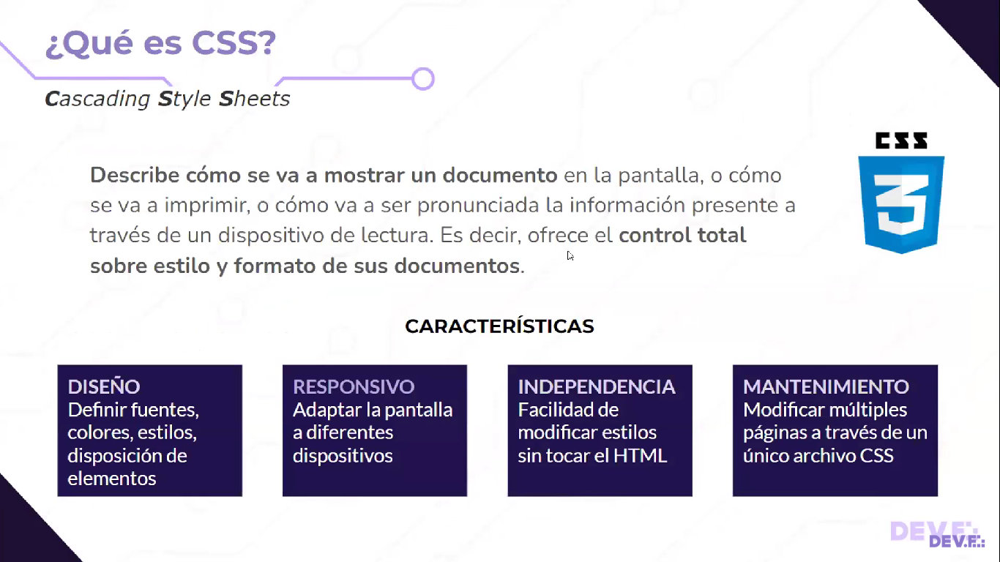 ¿Qué es CSS?
Cascading Style Sheets
CSS
3
Describe cómo se va a mostrar un documento en la pantalla, o cómo
se va a imprimir, o cómo va a ser pronunciada la información presente a
través de un dispositivo de lectura. Es decir, ofrece el control total
sobre estilo y formato de sus documentos.
CARACTERÍSTICAS
DISEÑO
Definir fuentes,
colores, estilos,
disposición de
elementos
RESPONSIVO
Adaptar la pantalla
a diferentes
dispositivos
INDEPENDENCIA
Facilidad de
modificar estilos
sin tocar el HTML
MANTENIMIENTO
Modificar múltiples
páginas a través de un
único archivo CSS
DEV.F.:
DEV.F.: